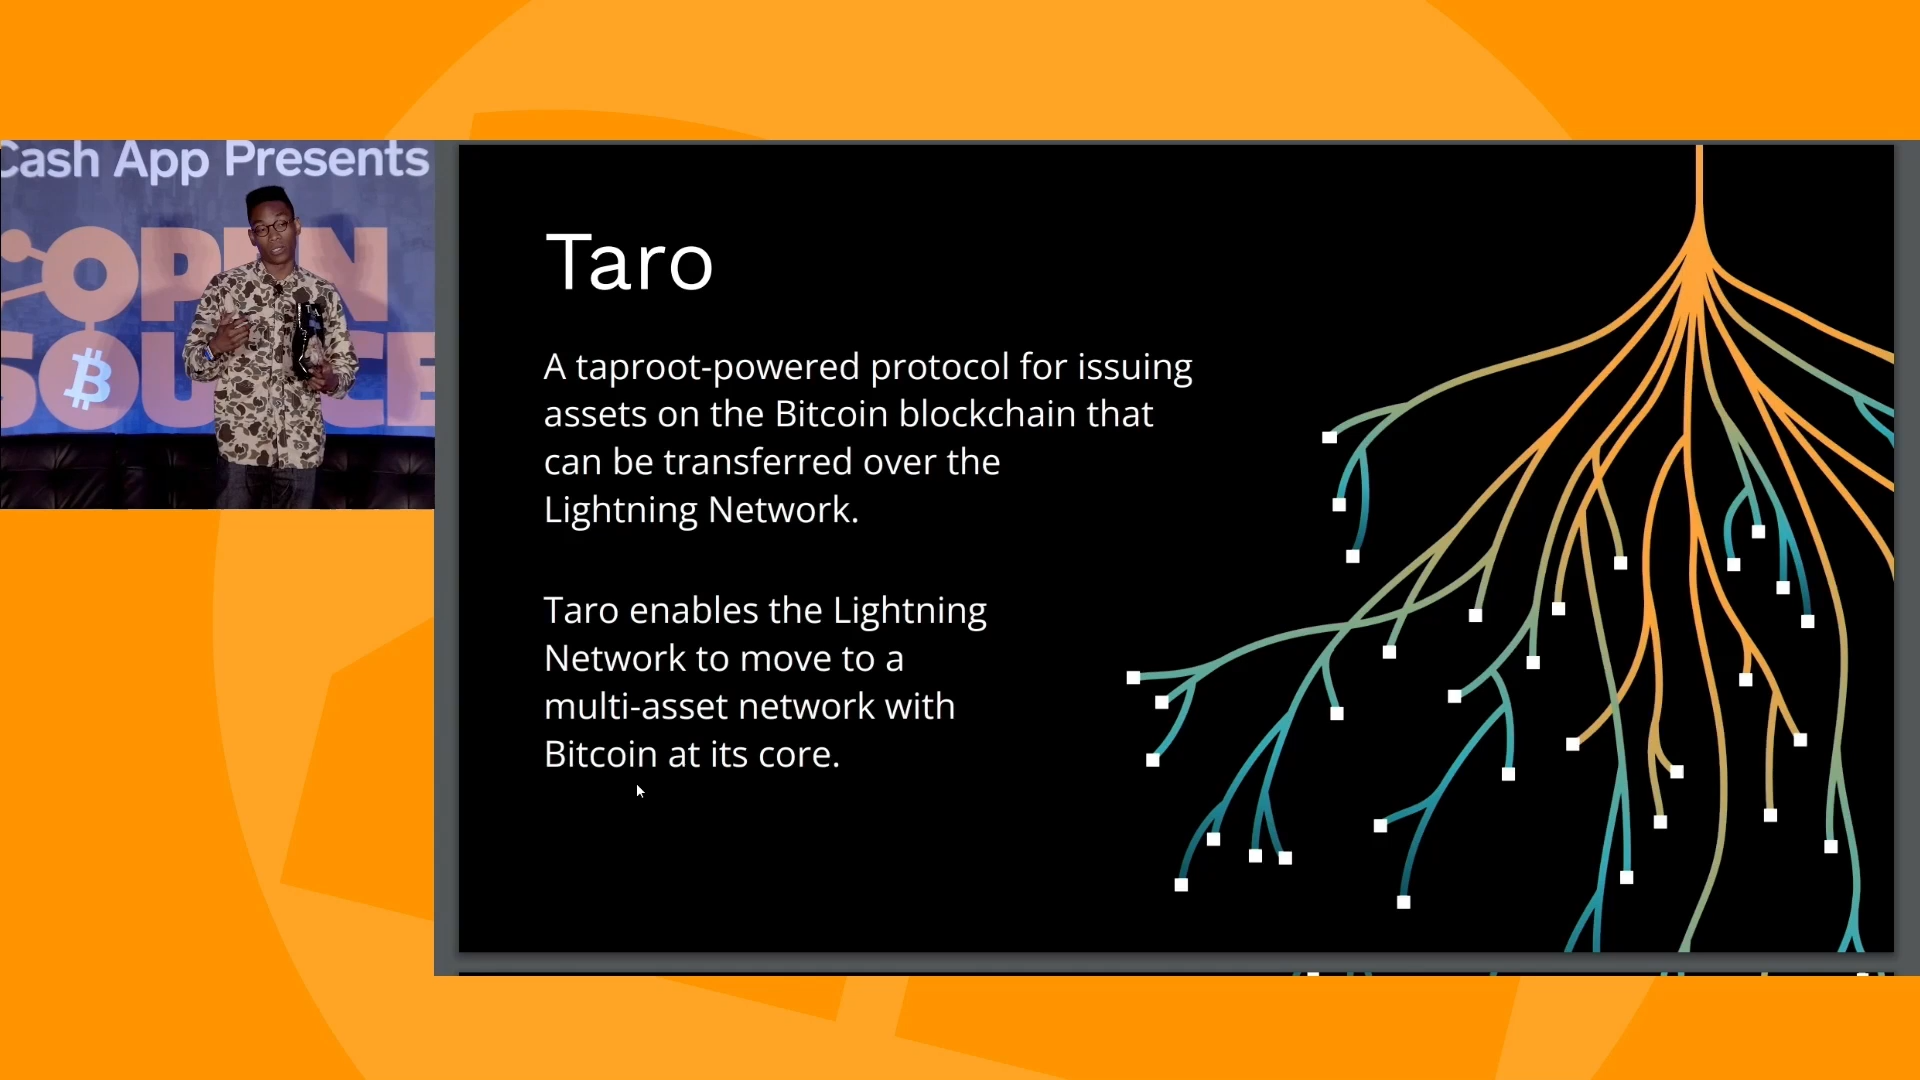 Cash App Presents
OPEN
SOURCE
Taro
A taproot-powered protocol for issuing
assets on the Bitcoin blockchain that
can be transferred over the
Lightning Network.
Taro enables the Lightning
Network to move to a
multi-asset network with
Bitcoin at its core.